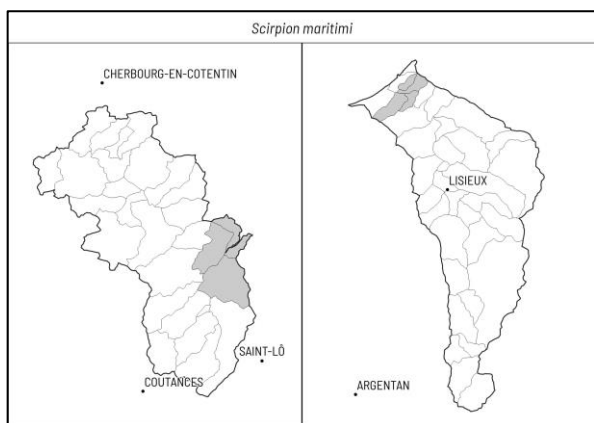 Scirpion maritimi
CHERBOURG-EN-COTENTIN
SAINT-LÔ
COUTANCES
LISIEUX
ARGENTAN